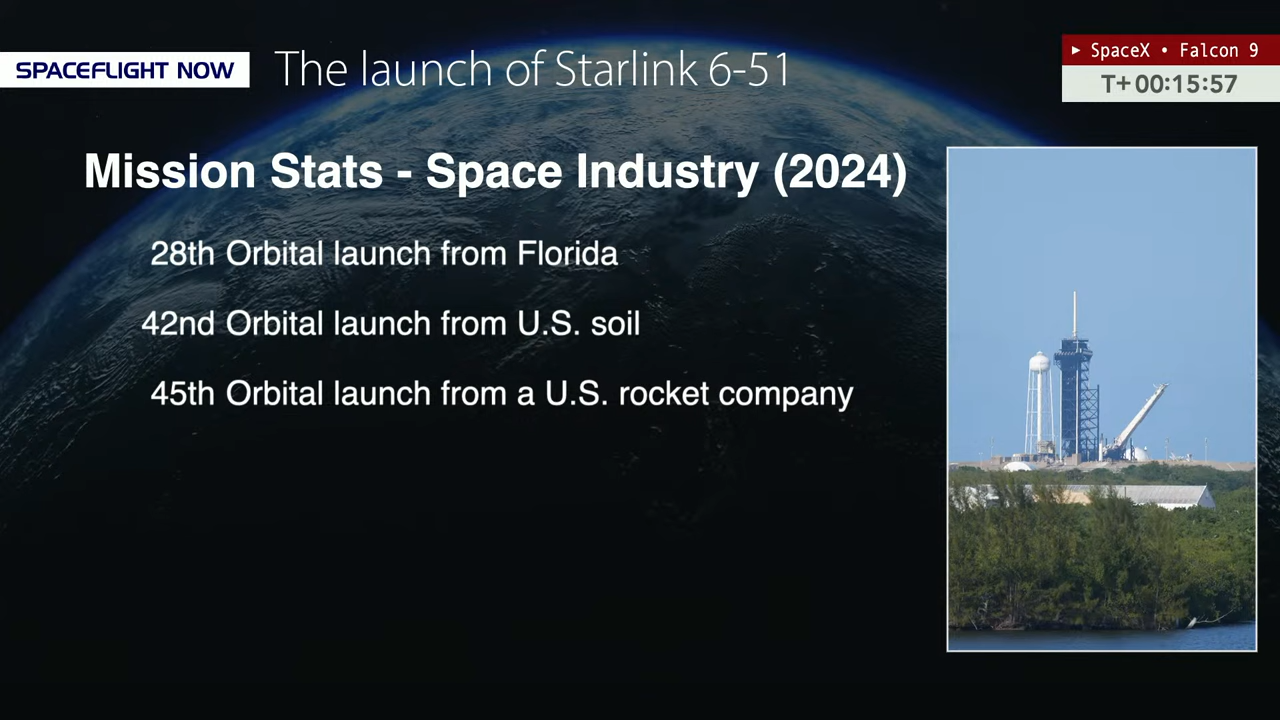 SPACEFLIGHT NOW
The launch of Starlink 6-51
▶ SpaceX • Falcon 9
T+00:15:57
Mission Stats - Space Industry (2024)
28th Orbital launch from Florida
42nd Orbital launch from U.S. soil
45th Orbital launch from a U.S. rocket company